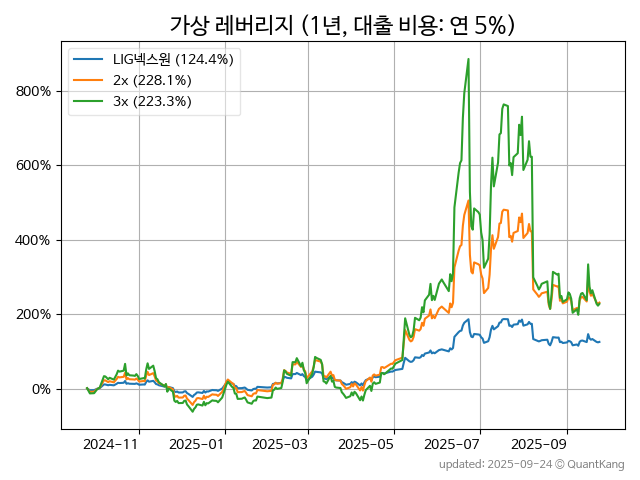 가상 레버리지 (1년, 대출 비용: 연 5%)
LIG넥스원 (124.4%)
2x (228.1%)
3x (223.3%)
800%
600%
400%
200%
0%
2024-11
2025-01
2025-03
2025-05
2025-07
2025-09
updated: 2025-09-24 © QuantKang